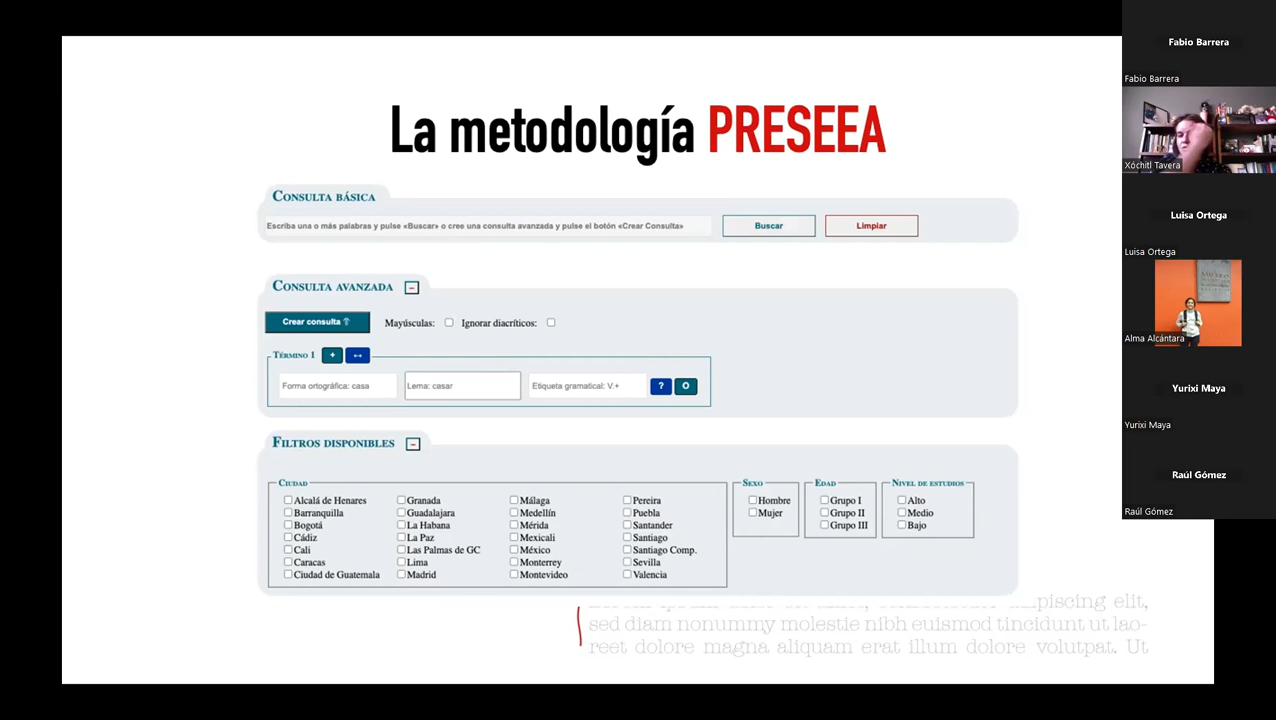 La metodología PRESEEA
CONSULTA BÁSICA
Escriba una o más palabras y pulse «Buscar» o cree una consulta avanzada y pulse el botón «Crear Consulta»
Buscar
Limpiar
CONSULTA AVANZADA
−
Crear consulta ⇑
Mayúsculas:
Ignorar diacríticos:
TÉRMINO 1
+
↔
Forma ortográfica: casa
Lema: casar
Etiqueta gramatical: V.+
?
O
FILTROS DISPONIBLES
−
CIUDAD
Alcalá de Henares
Barranquilla
Bogotá
Cádiz
Cali
Caracas
Ciudad de Guatemala
Granada
Guadalajara
La Habana
La Paz
Las Palmas de GC
Lima
Madrid
Málaga
Medellín
Mérida
Mexicali
México
Monterrey
Montevideo
Pereira
Puebla
Santander
Santiago
Santiago Comp.
Sevilla
Valencia
SEXO
Hombre
Mujer
EDAD
Grupo I
Grupo II
Grupo III
NIVEL DE ESTUDIOS
Alto
Medio
Bajo
elit,
sed diam nonummy molestie nibh euismod tincidunt ut lao-
reet dolore magna aliquam erat illum dolore volutpat. Ut
Fabio Barrera
Fabio Barrera
Xóchitl Tavera
Luisa Ortega
Luisa Ortega
Alma Alcántara
Yurixi Maya
Yurixi Maya
Raúl Gómez
Raúl Gómez